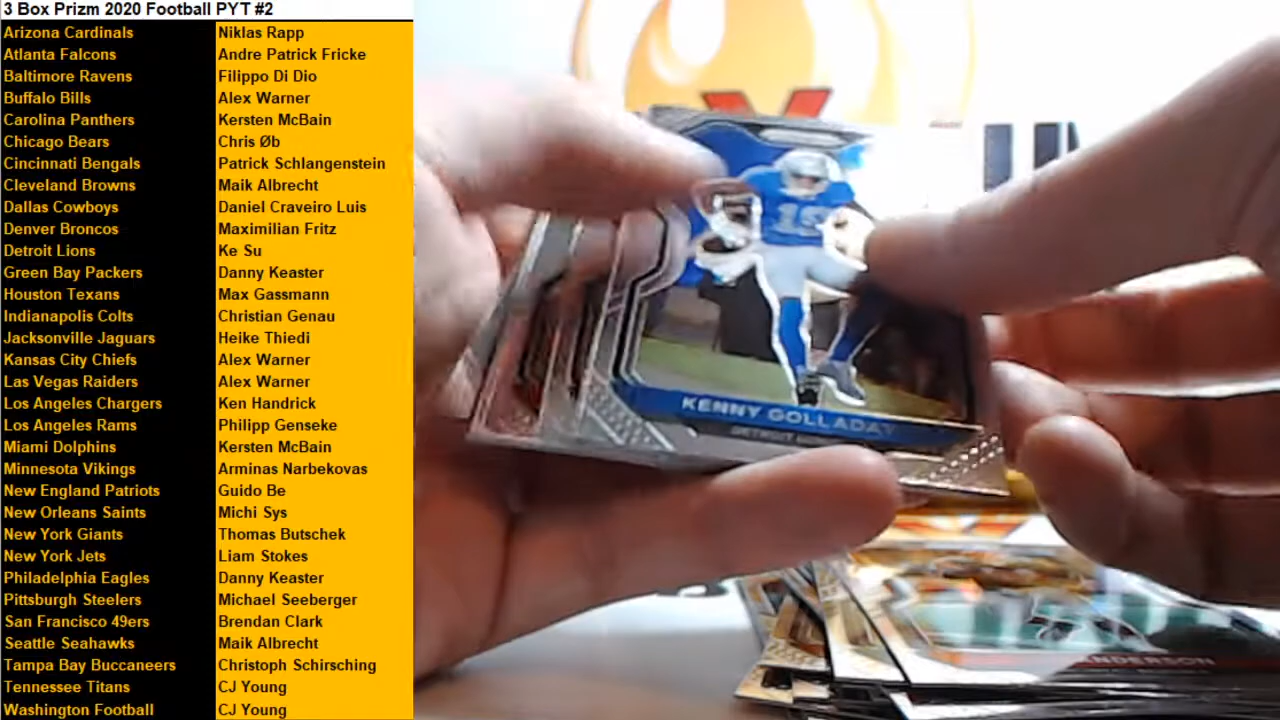 3 Box Prizm 2020 Football PYT #2
Arizona Cardinals Niklas Rapp
Atlanta Falcons Andre Patrick Fricke
Baltimore Ravens Filippo Di Dio
Buffalo Bills Alex Warner
Carolina Panthers Kersten McBain
Chicago Bears Chris Øb
Cincinnati Bengals Patrick Schlangenstein
Cleveland Browns Maik Albrecht
Dallas Cowboys Daniel Craveiro Luis
Denver Broncos Maximilian Fritz
Detroit Lions Ke Su
Green Bay Packers Danny Keaster
Houston Texans Max Gassmann
Indianapolis Colts Christian Genau
Jacksonville Jaguars Heike Thiedi
Kansas City Chiefs Alex Warner
Las Vegas Raiders Alex Warner
Los Angeles Chargers Ken Handrick
Los Angeles Rams Philipp Genseke
Miami Dolphins Kersten McBain
Minnesota Vikings Arminas Narbekovas
New England Patriots Guido Be
New Orleans Saints Michi Sys
New York Giants Thomas Butschek
New York Jets Liam Stokes
Philadelphia Eagles Danny Keaster
Pittsburgh Steelers Michael Seeberger
San Francisco 49ers Brendan Clark
Seattle Seahawks Maik Albrecht
Tampa Bay Buccaneers Christoph Schirsching
Tennessee Titans CJ Young
Washington Football CJ Young
19
KENNY GOLLADAY
DETROIT
ANDERSON